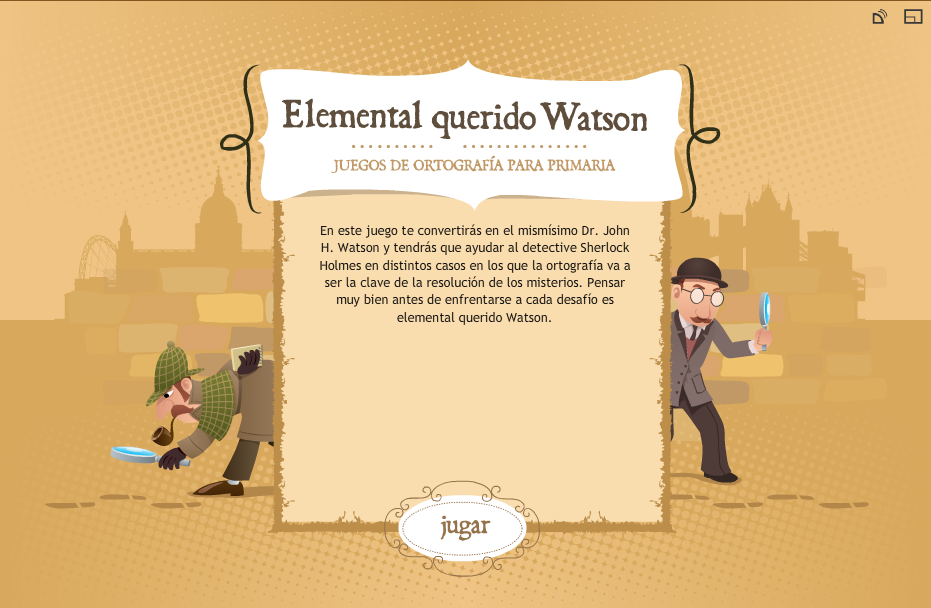 Elemental querido Watson
JUEGOS DE ORTOGRAFÍA PARA PRIMARIA
En este juego te convertirás en el mismísimo Dr. John
H. Watson y tendrás que ayudar al detective Sherlock
Holmes en distintos casos en los que la ortografía va a
ser la clave de la resolución de los misterios. Pensar
muy bien antes de enfrentarse a cada desafío es
elemental querido Watson.
jugar